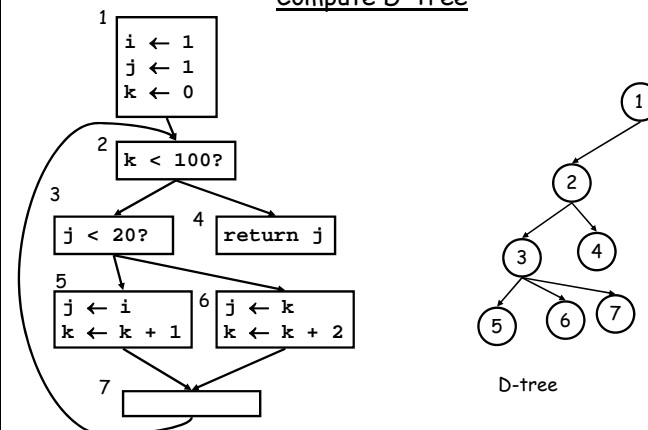 Compute D-Tree
1
i ← 1
j ← 1
k ← 0
2
k < 100?
3
j < 20?
4
return j
5
j ← i
k ← k + 1
6
j ← k
k ← k + 2
7
1
2
3
4
5
6
7
D-tree